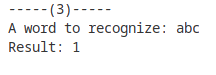 -----(3)-----
A word to recognize: abc
Result: 1